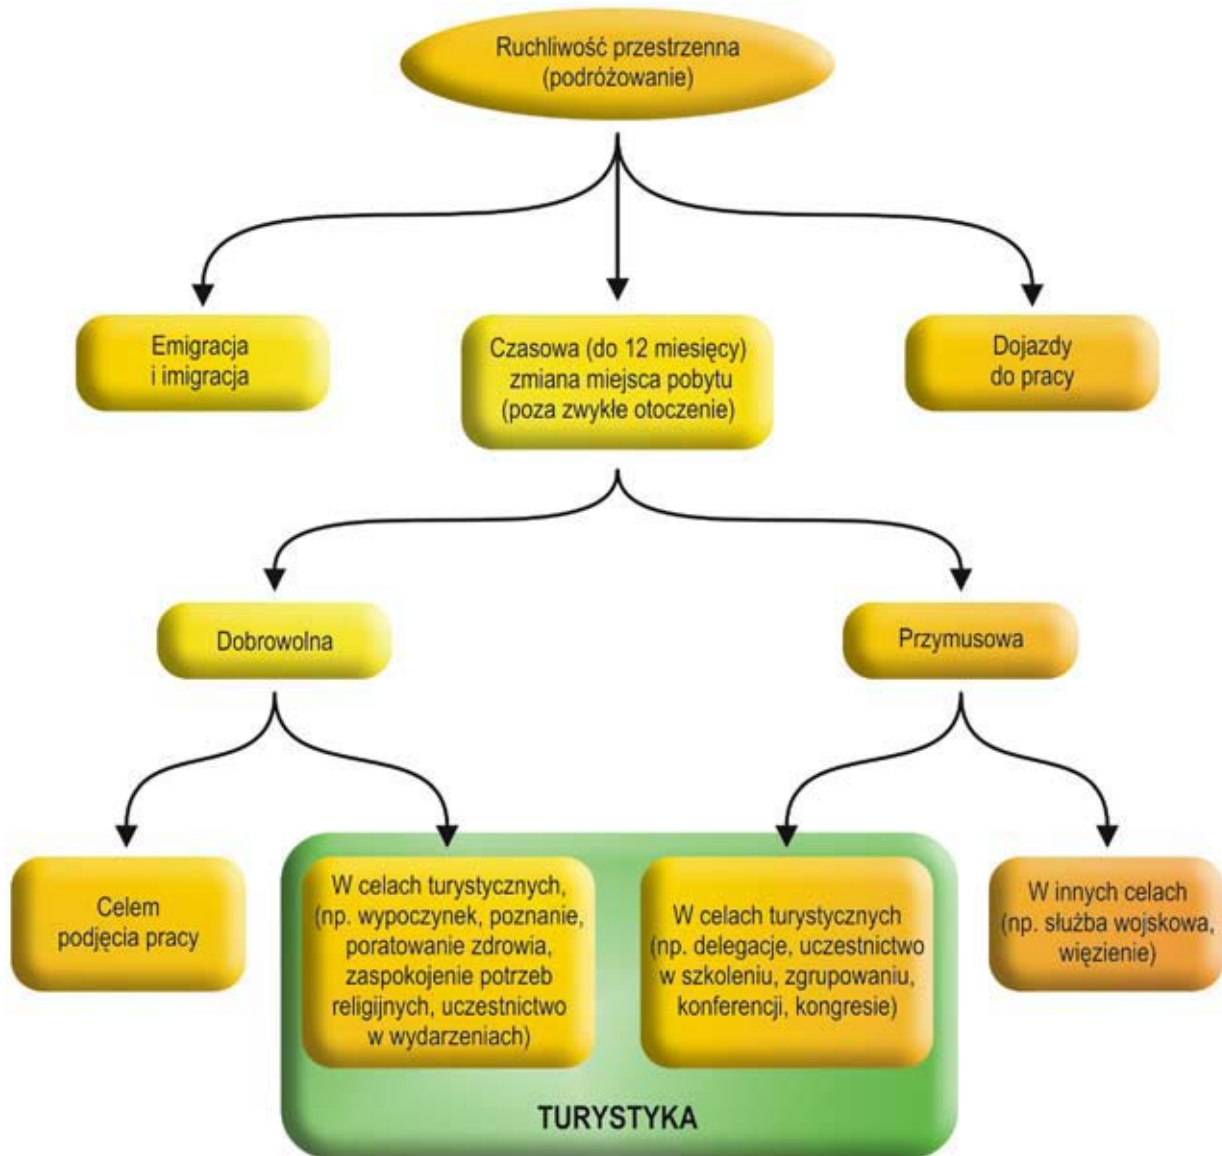 Ruchliwość przestrzenna
(podróżowanie)
Emigracja
i imigracja
Czasowa (do 12 miesięcy)
zmiana miejsca pobytu
(poza zwykłe otoczenie)
Dojazdy
do pracy
Dobrowolna
Przymusowa
Celem
podjęcia pracy
W celach turystycznych,
(np. wypoczynek, poznanie,
poratowanie zdrowia,
zaspokojenie potrzeb
religijnych, uczestnictwo
w wydarzeniach)
W celach turystycznych
(np. delegacje, uczestnictwo
w szkoleniu, zgrupowaniu,
konferencji, kongresie)
W innych celach
(np. służba wojskowa,
więzienie)
TURYSTYKA